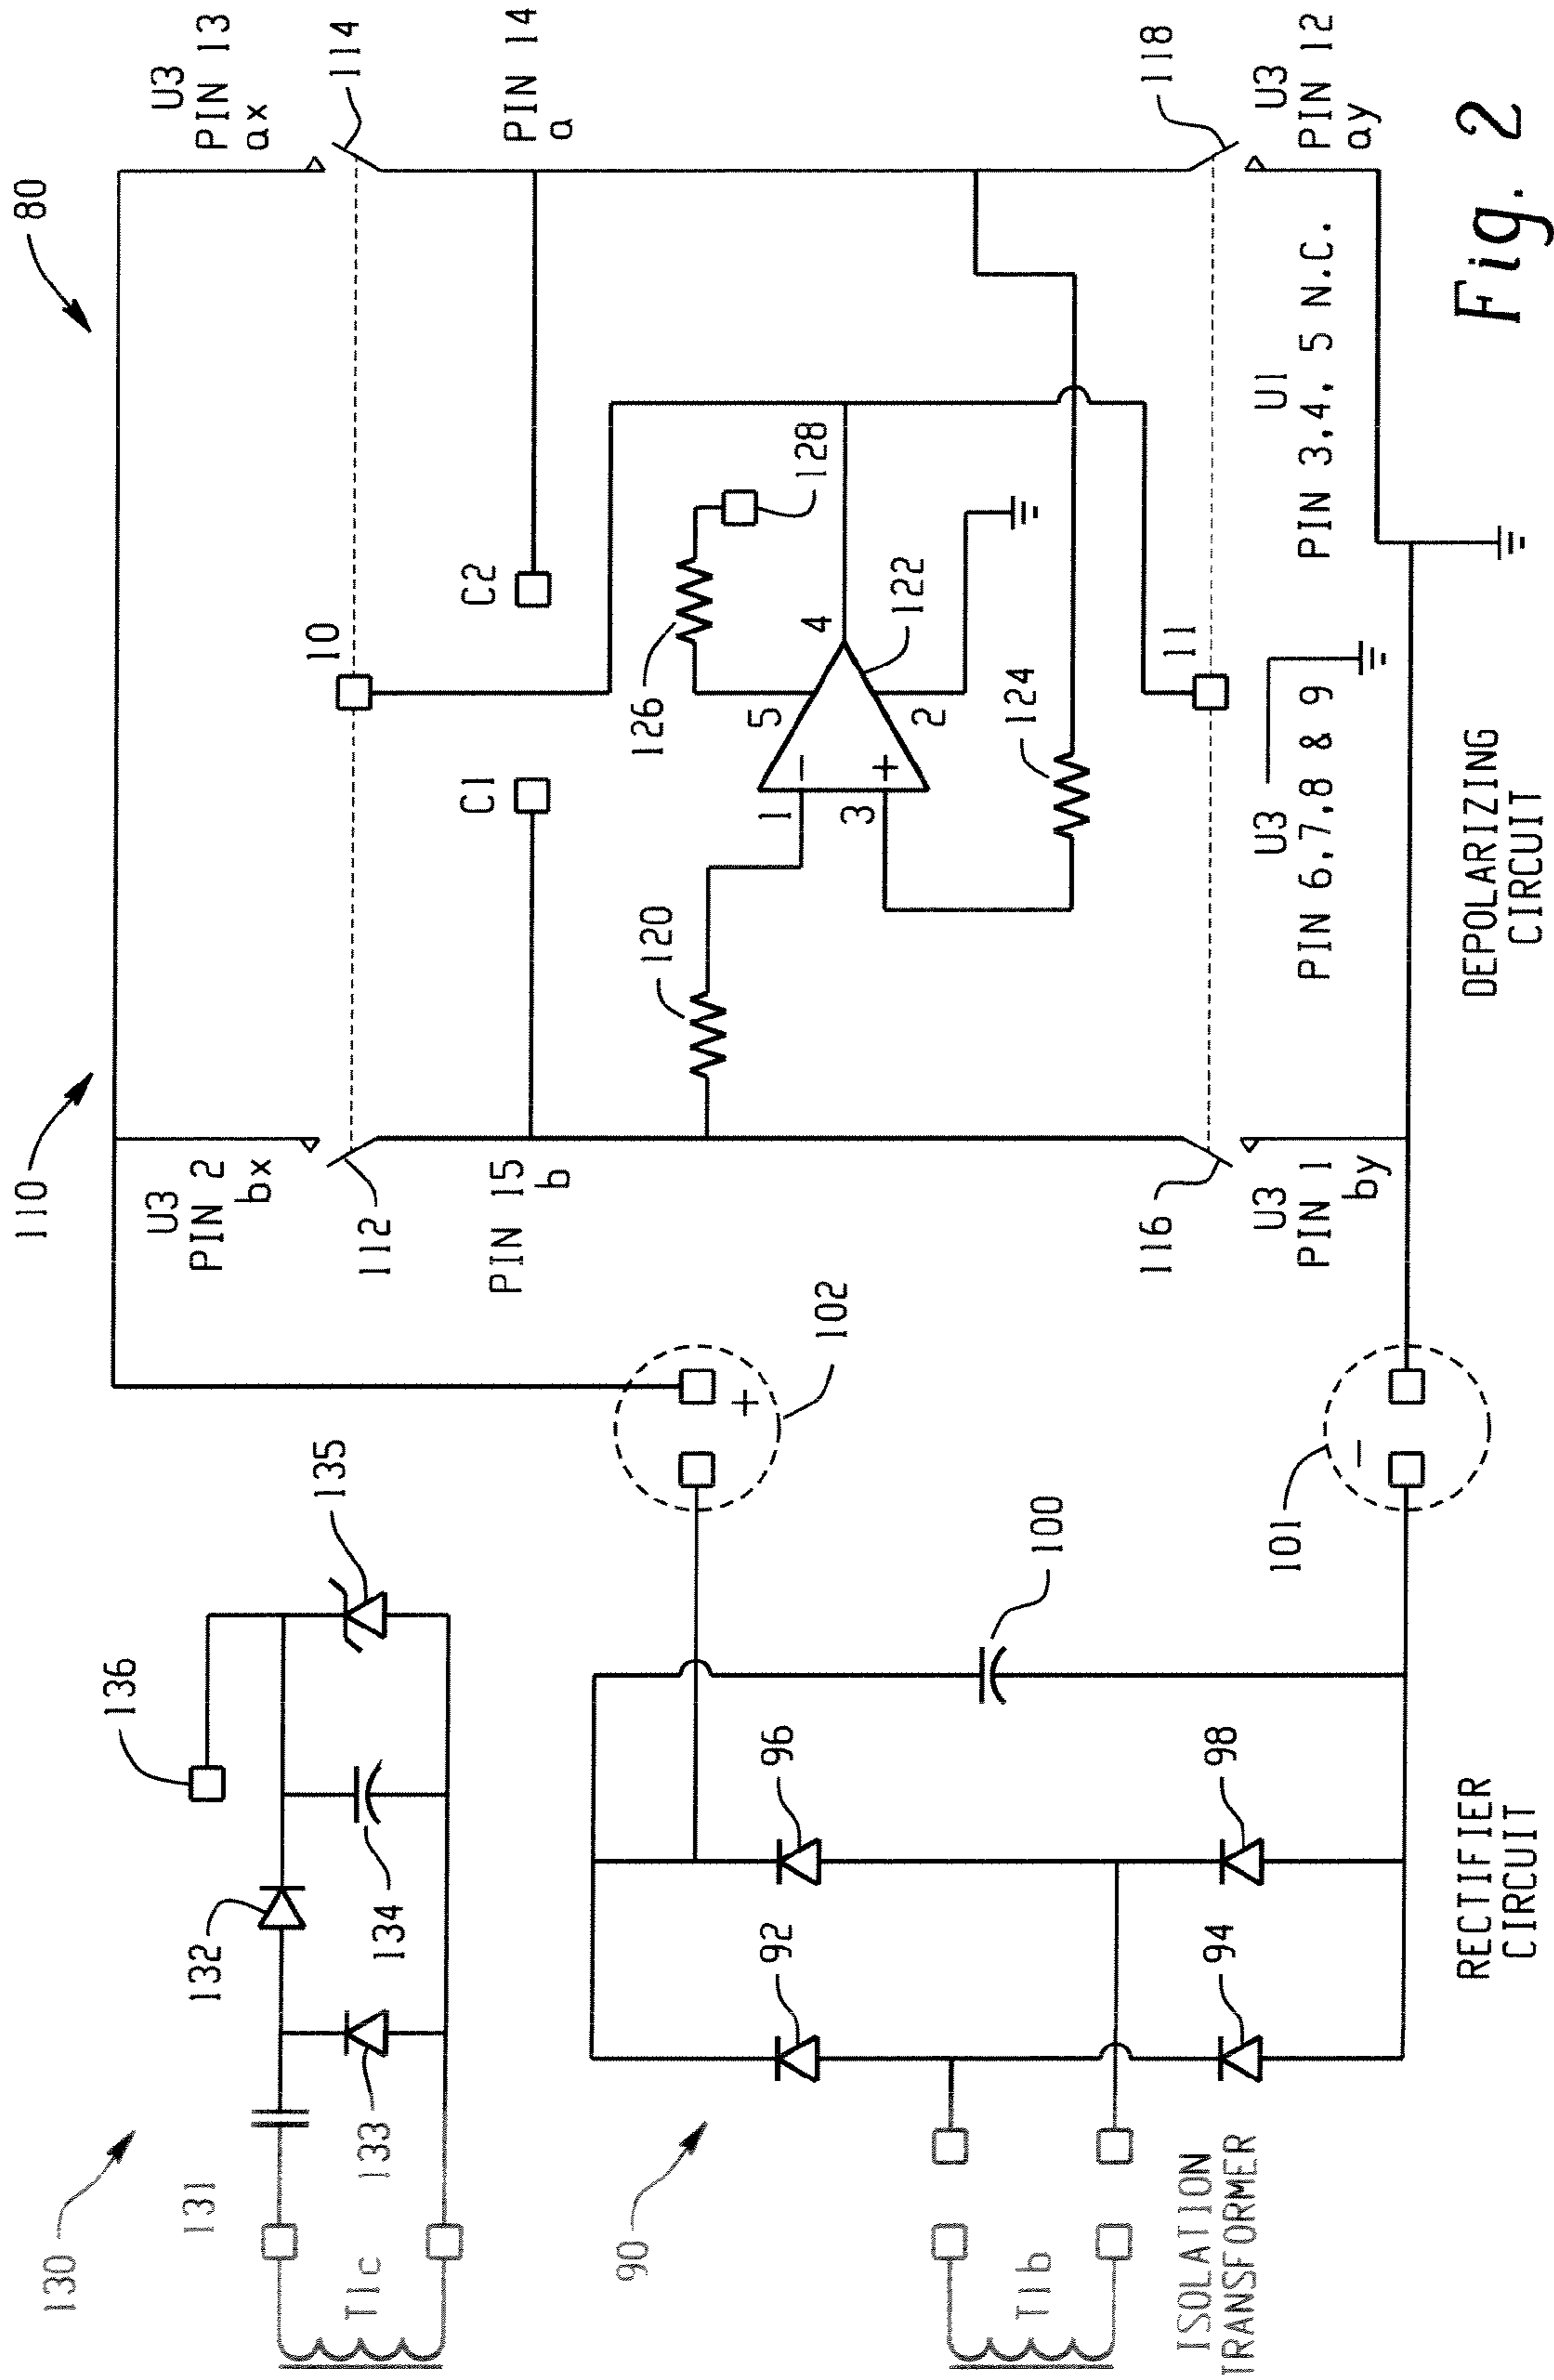 130
131
T1c
132
133
134
135
136
90
T1b
ISOLATION
TRANSFORMER
92
94
96
98
100
RECTIFIER
CIRCUIT
102
+
101
−
110
80
U3
PIN 2
bx
112
PIN 15
b
116
U3
PIN 1
by
10
C1
C2
120
1
−
3
+
5
4
2
122
124
126
128
11
U3
PIN 13
ax
114
PIN 14
a
118
U3
PIN 12
ay
U3
PIN 6,7,8 & 9
U1
PIN 3,4, 5 N.C.
DEPOLARIZING
CIRCUIT
Fig. 2